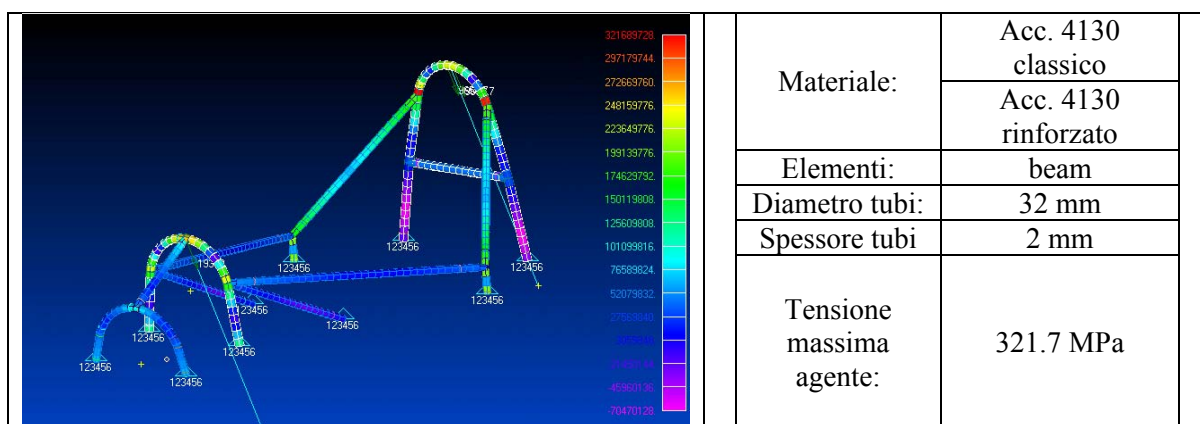 321689728.
297179744.
272669760.
248159776.
223649776.
199139776.
174629792.
150119808.
125609808.
101099816.
76589824.
52079832.
27569840.
-45960136.
-70470128.
123456
123456
123456
123456
123456
123456
123456
123456
123456
123456
Materiale:
Acc. 4130
classico
Acc. 4130
rinforzato
Elementi:
beam
Diametro tubi:
32 mm
Spessore tubi
2 mm
Tensione
massima
agente:
321.7 MPa